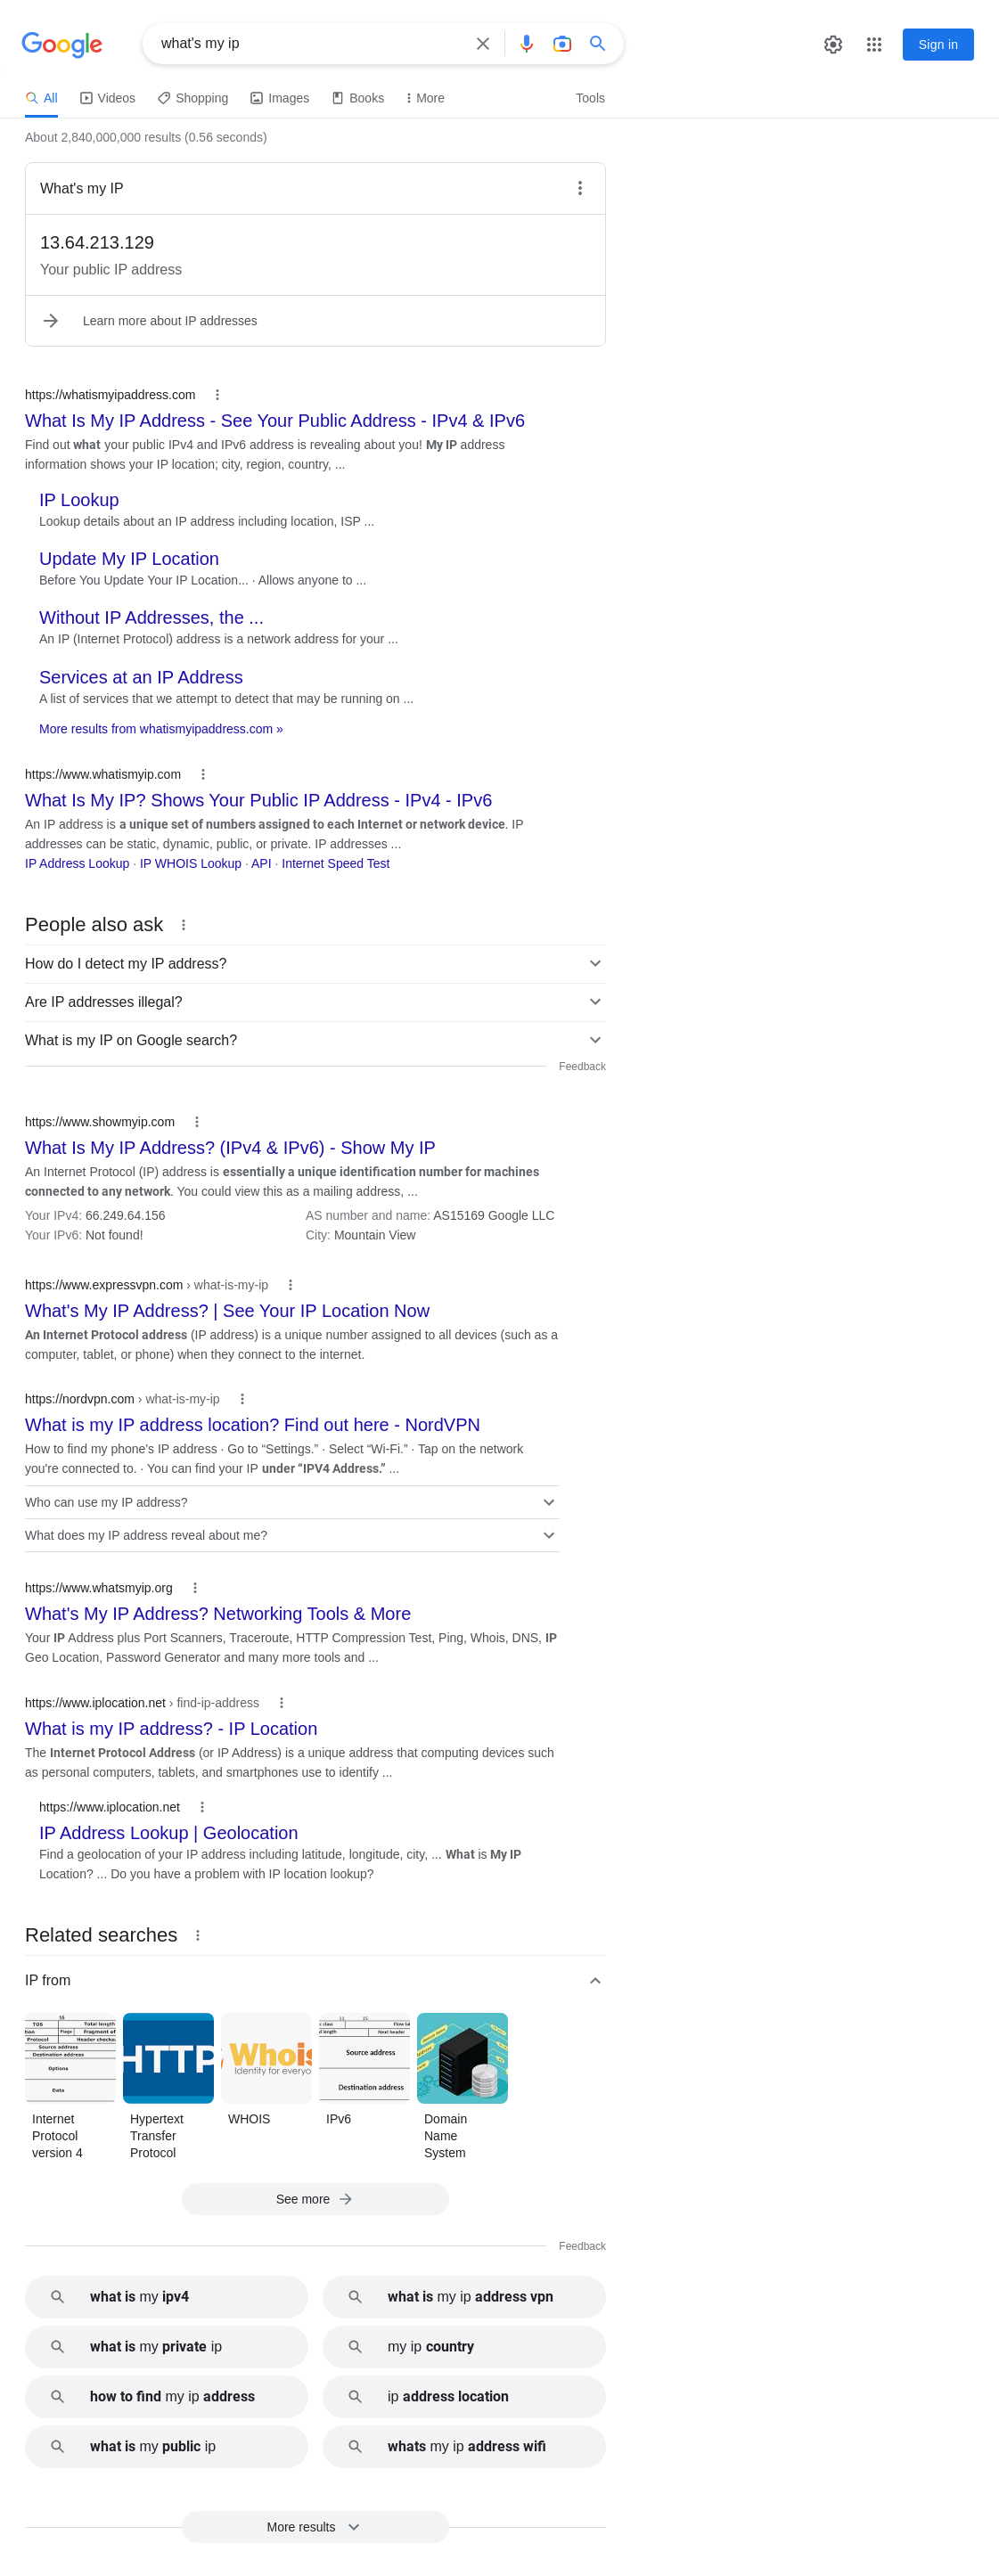 Google
what's my ip
Sign in
All
Videos
Shopping
Images
Books
More
Tools
About 2,840,000,000 results (0.56 seconds)
What's my IP
13.64.213.129
Your public IP address
Learn more about IP addresses
https://whatismyipaddress.com
What Is My IP Address - See Your Public Address - IPv4 & IPv6
Find out what your public IPv4 and IPv6 address is revealing about you! My IP address
information shows your IP location; city, region, country, ...
IP Lookup
Lookup details about an IP address including location, ISP ...
Update My IP Location
Before You Update Your IP Location... · Allows anyone to ...
Without IP Addresses, the ...
An IP (Internet Protocol) address is a network address for your ...
Services at an IP Address
A list of services that we attempt to detect that may be running on ...
More results from whatismyipaddress.com »
https://www.whatismyip.com
What Is My IP? Shows Your Public IP Address - IPv4 - IPv6
An IP address is a unique set of numbers assigned to each Internet or network device. IP
addresses can be static, dynamic, public, or private. IP addresses ...
IP Address Lookup · IP WHOIS Lookup · API · Internet Speed Test
People also ask
How do I detect my IP address?
Are IP addresses illegal?
What is my IP on Google search?
Feedback
https://www.showmyip.com
What Is My IP Address? (IPv4 & IPv6) - Show My IP
An Internet Protocol (IP) address is essentially a unique identification number for machines
connected to any network. You could view this as a mailing address, ...
Your IPv4: 66.249.64.156
AS number and name: AS15169 Google LLC
Your IPv6: Not found!
City: Mountain View
https://www.expressvpn.com › what-is-my-ip
What's My IP Address? | See Your IP Location Now
An Internet Protocol address (IP address) is a unique number assigned to all devices (such as a
computer, tablet, or phone) when they connect to the internet.
https://nordvpn.com › what-is-my-ip
What is my IP address location? Find out here - NordVPN
How to find my phone's IP address · Go to “Settings.” · Select “Wi-Fi.” · Tap on the network
you're connected to. · You can find your IP under “IPV4 Address.” ...
Who can use my IP address?
What does my IP address reveal about me?
https://www.whatsmyip.org
What's My IP Address? Networking Tools & More
Your IP Address plus Port Scanners, Traceroute, HTTP Compression Test, Ping, Whois, DNS, IP
Geo Location, Password Generator and many more tools and ...
https://www.iplocation.net › find-ip-address
What is my IP address? - IP Location
The Internet Protocol Address (or IP Address) is a unique address that computing devices such
as personal computers, tablets, and smartphones use to identify ...
https://www.iplocation.net
IP Address Lookup | Geolocation
Find a geolocation of your IP address including latitude, longitude, city, ... What is My IP
Location? ... Do you have a problem with IP location lookup?
Related searches
IP from
16
TOS Total length
Flags Fragment of
Protocol Header checks
Source address
Destination address
Options
Data
HTTP
Whois
Identity for everyo
11 15
class Flow la
d length Next header
Source address
Destination address
Internet
Protocol
version 4
Hypertext
Transfer
Protocol
WHOIS
IPv6
Domain
Name
System
See more
Feedback
what is my ipv4
what is my ip address vpn
what is my private ip
my ip country
how to find my ip address
ip address location
what is my public ip
whats my ip address wifi
More results